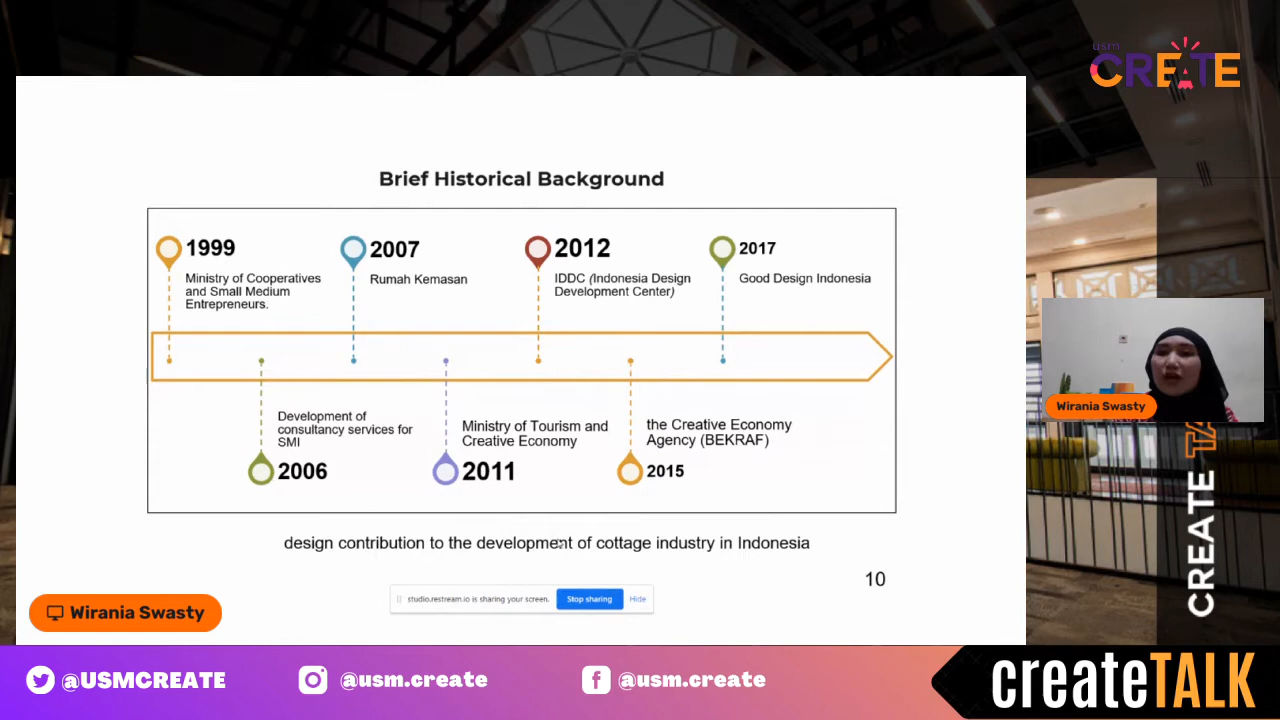 usm
CREATE
Brief Historical Background
1999
Ministry of Cooperatives
and Small Medium
Entrepreneurs.
2007
Rumah Kemasan
2012
IDDC (Indonesia Design
Development Center)
2017
Good Design Indonesia
Development of
consultancy services for
SMI
2006
Ministry of Tourism and
Creative Economy
2011
the Creative Economy
Agency (BEKRAF)
2015
design contribution to the development of cottage industry in Indonesia
10
studio.restream.io is sharing your screen.
Stop sharing
Hide
Wirania Swasty
Wirania Swasty
CREATE TA
@USMCREATE
@usm.create
@usm.create
createTALK